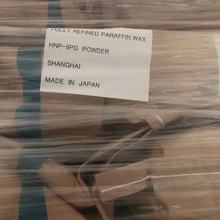 FULLY REFINED PARAFFIN WAX
HNP-9PD POWDER
SHANGHAI
MADE IN JAPAN